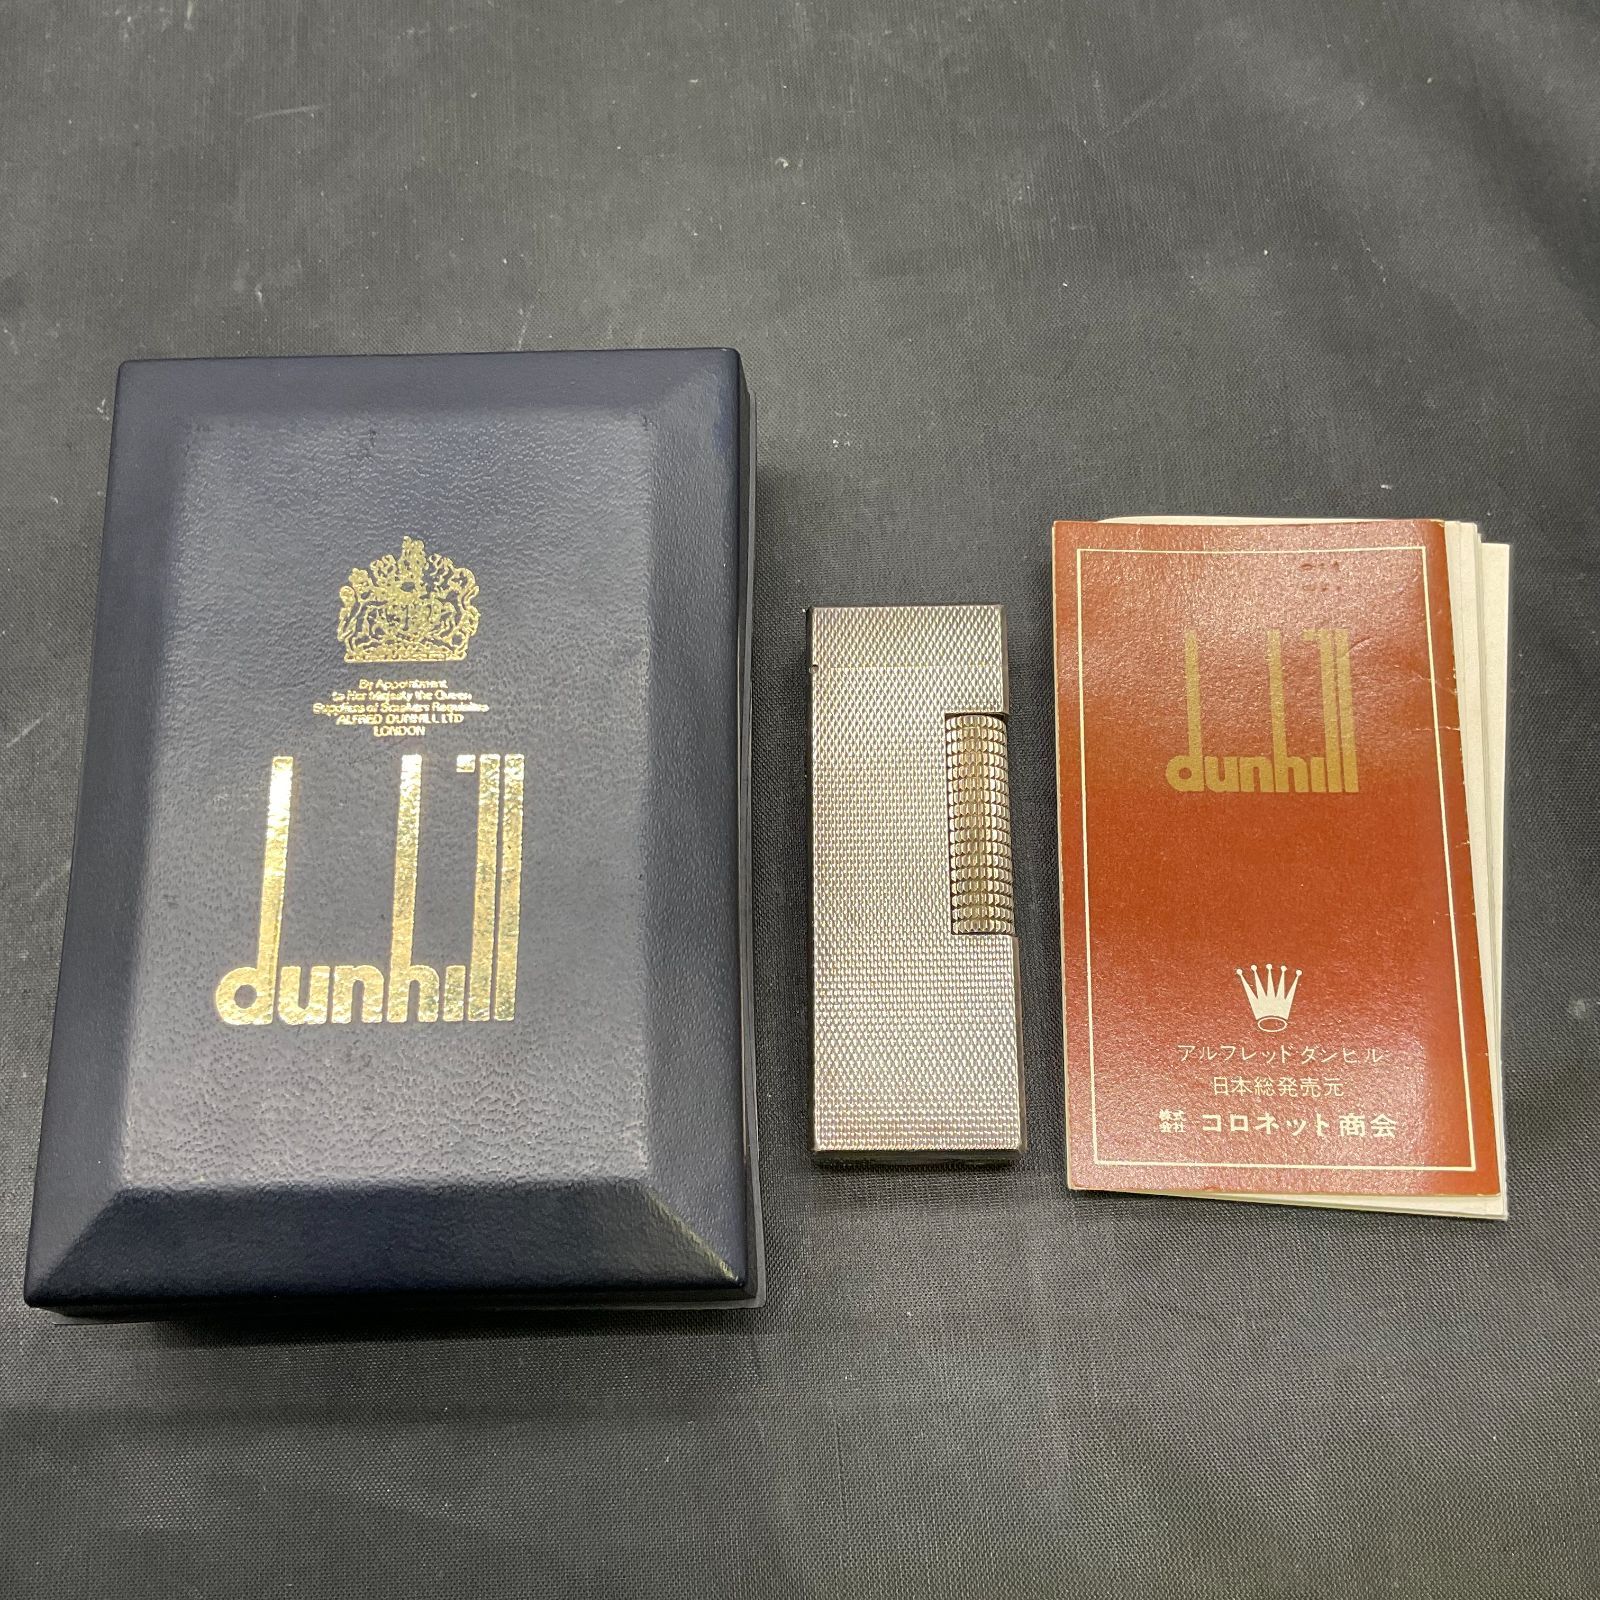 By Appointment
to Her Majesty the Queen
Suppliers of Smokers Requisites
ALFRED DUNHILL LTD
LONDON
dunhill
dunhill
アルフレッド ダンヒル
日本総発売元
株式会社 コロネット商会